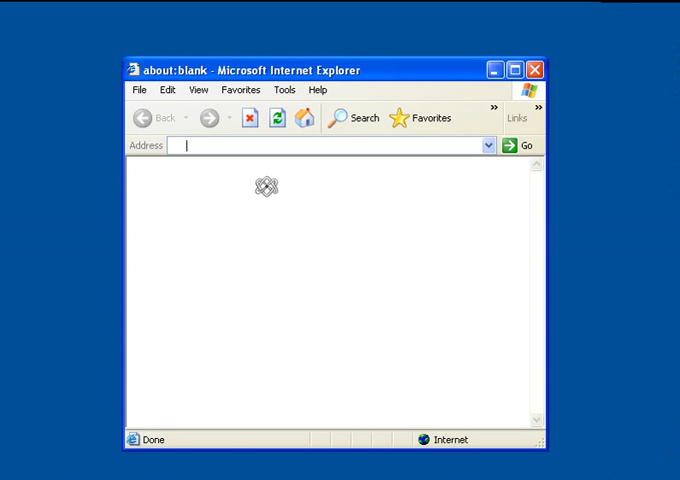 about:blank - Microsoft Internet Explorer
File Edit View Favorites Tools Help »
Back Search Favorites » Links
Address Go
Done Internet